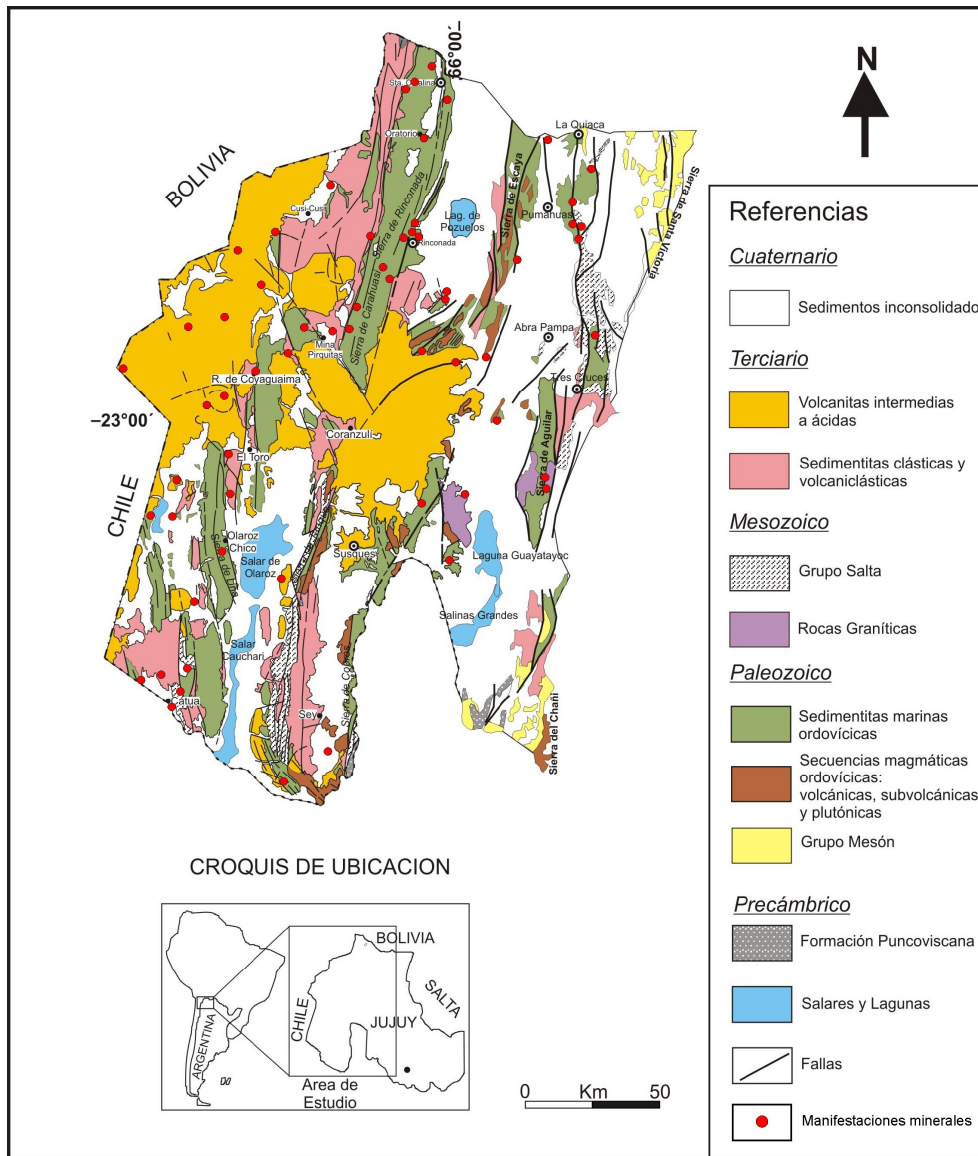 −00´99−
N
Sta. Catalina
Oratorio
La Quiaca
BOLIVIA
Sierra de Escaya
Sierra de Santa Victoria
Cusi-Cusi
Sierra de Rinconada
Lag. de
Pozuelos
Pumahuasi
Rinconada
Sierra de Carahuasi
Abra Pampa
Mina
Pirquitas
R. de Coyaguaima
Tres Cruces
−23°00´
Coranzulí
Sierra de Aguilar
El Toro
CHILE
Olaroz
Chico
Salar de
Olaroz
Susques
Laguna Guayatayoc
Salinas Grandes
Salar
Cauchari
Sierra de Cobres
Catua
Sey
Sierra del Chañi
CROQUIS DE UBICACION
BOLIVIA
SALTA
CHILE
JUJUY
ARGENTINA
Area de
Estudio
0 Km 50
Referencias
Cuaternario
Sedimentos inconsolidado
Terciario
Volcanitas intermedias
a ácidas
Sedimentitas clásticas y
volcaniclásticas
Mesozoico
Grupo Salta
Rocas Graníticas
Paleozoico
Sedimentitas marinas
ordovícicas
Secuencias magmáticas
ordovícicas:
volcánicas, subvolcánicas
y plutónicas
Grupo Mesón
Precámbrico
Formación Puncoviscana
Salares y Lagunas
Fallas
Manifestaciones minerales